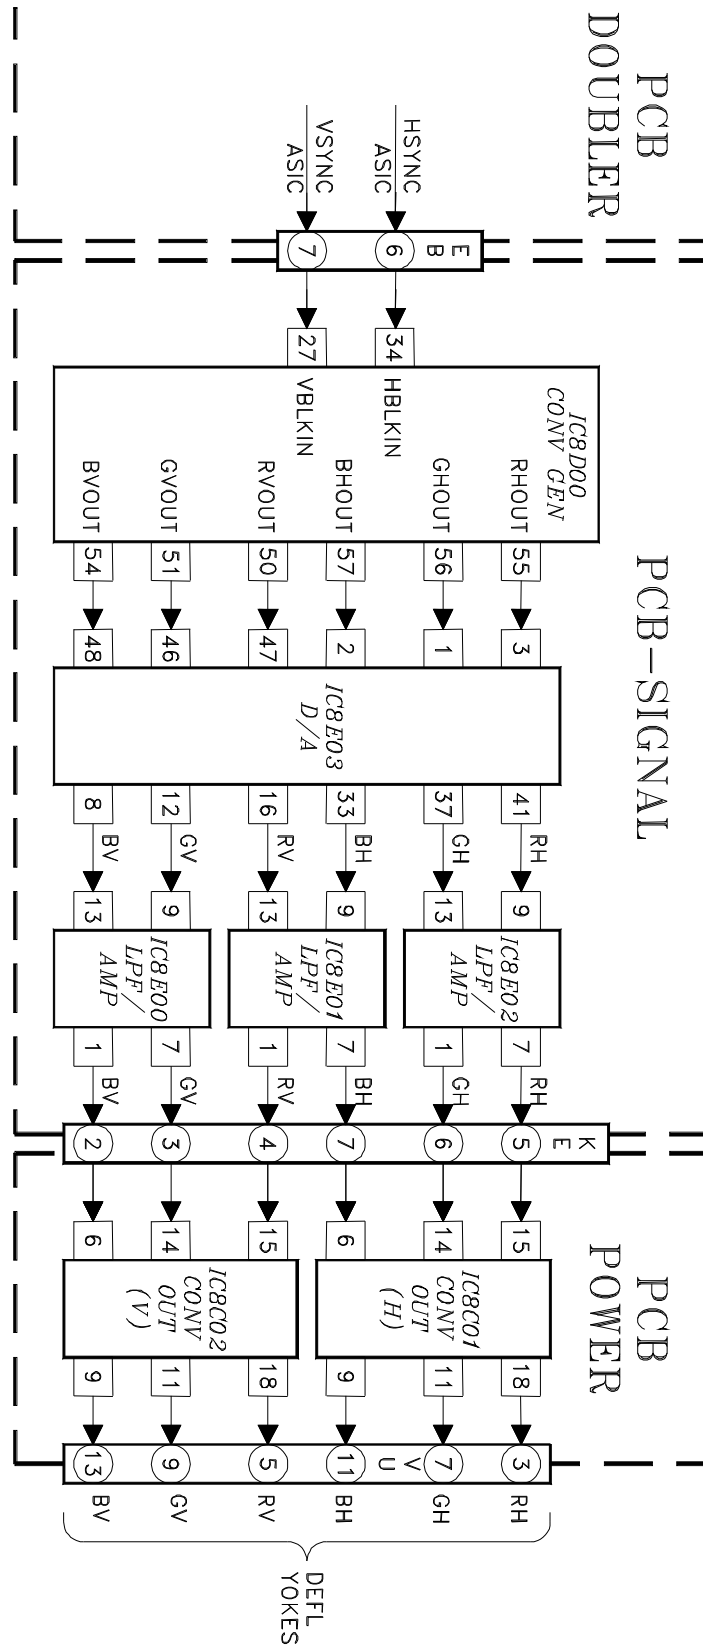 PCB
DOUBLER
PCB-SIGNAL
PCB
POWER
HSYNC
ASIC
VSYNC
ASIC
E
B
6
7
34
27
HBLKIN
VBLKIN
IC8D00
CONV GEN
RHOUT
GHOUT
BHOUT
RVOUT
GVOUT
BVOUT
55
56
57
50
51
54
3
1
2
47
46
48
IC8E03
D/A
41
37
33
16
12
8
RH
GH
BH
RV
GV
BV
9
13
9
13
9
13
IC8E02
LPF/
AMP
IC8E01
LPF/
AMP
IC8E00
LPF/
AMP
7
1
7
1
7
1
RH
GH
BH
RV
GV
BV
K
E
5
6
7
4
3
2
15
14
6
15
14
6
IC8C01
CONV
OUT
(H)
IC8C02
CONV
OUT
(V)
18
11
9
18
11
9
V
U
3
7
11
5
9
13
RH
GH
BH
RV
GV
BV
DEFL
YOKES